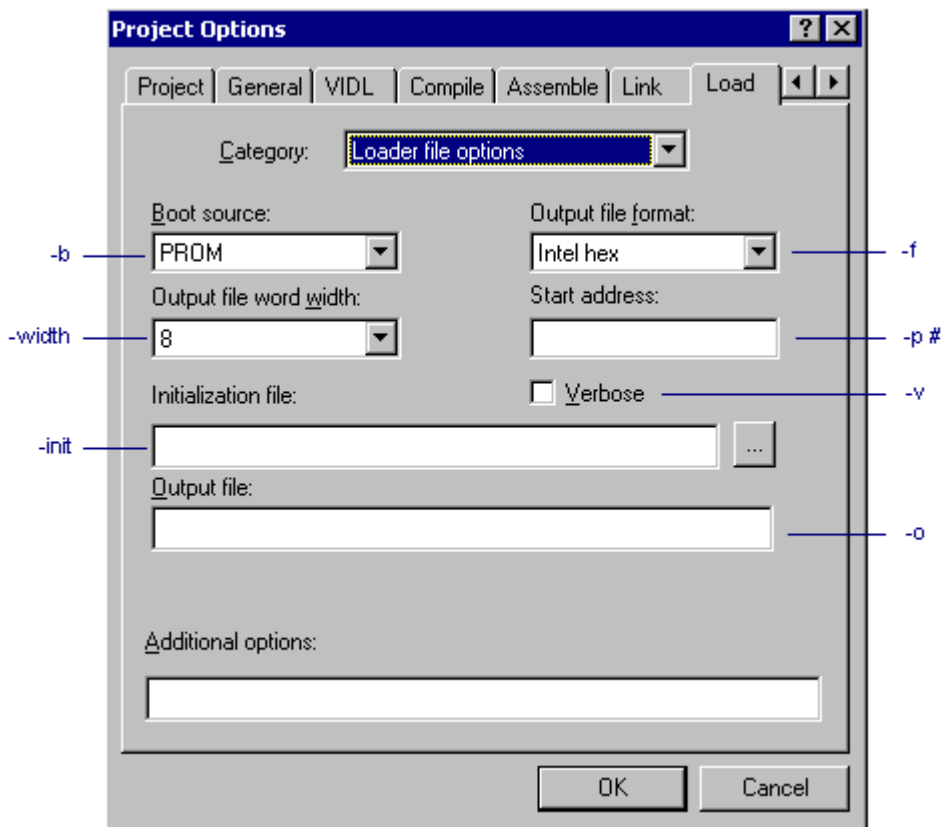 Project Options
Project General VIDL Compile Assemble Link Load
Category: Loader file options
Boot source: Output file format:
-b PROM Intel hex -f
Output file word width: Start address:
-width 8 -p #
Initialization file: Verbose -v
-init ...
Output file:
-o
Additional options:
OK Cancel